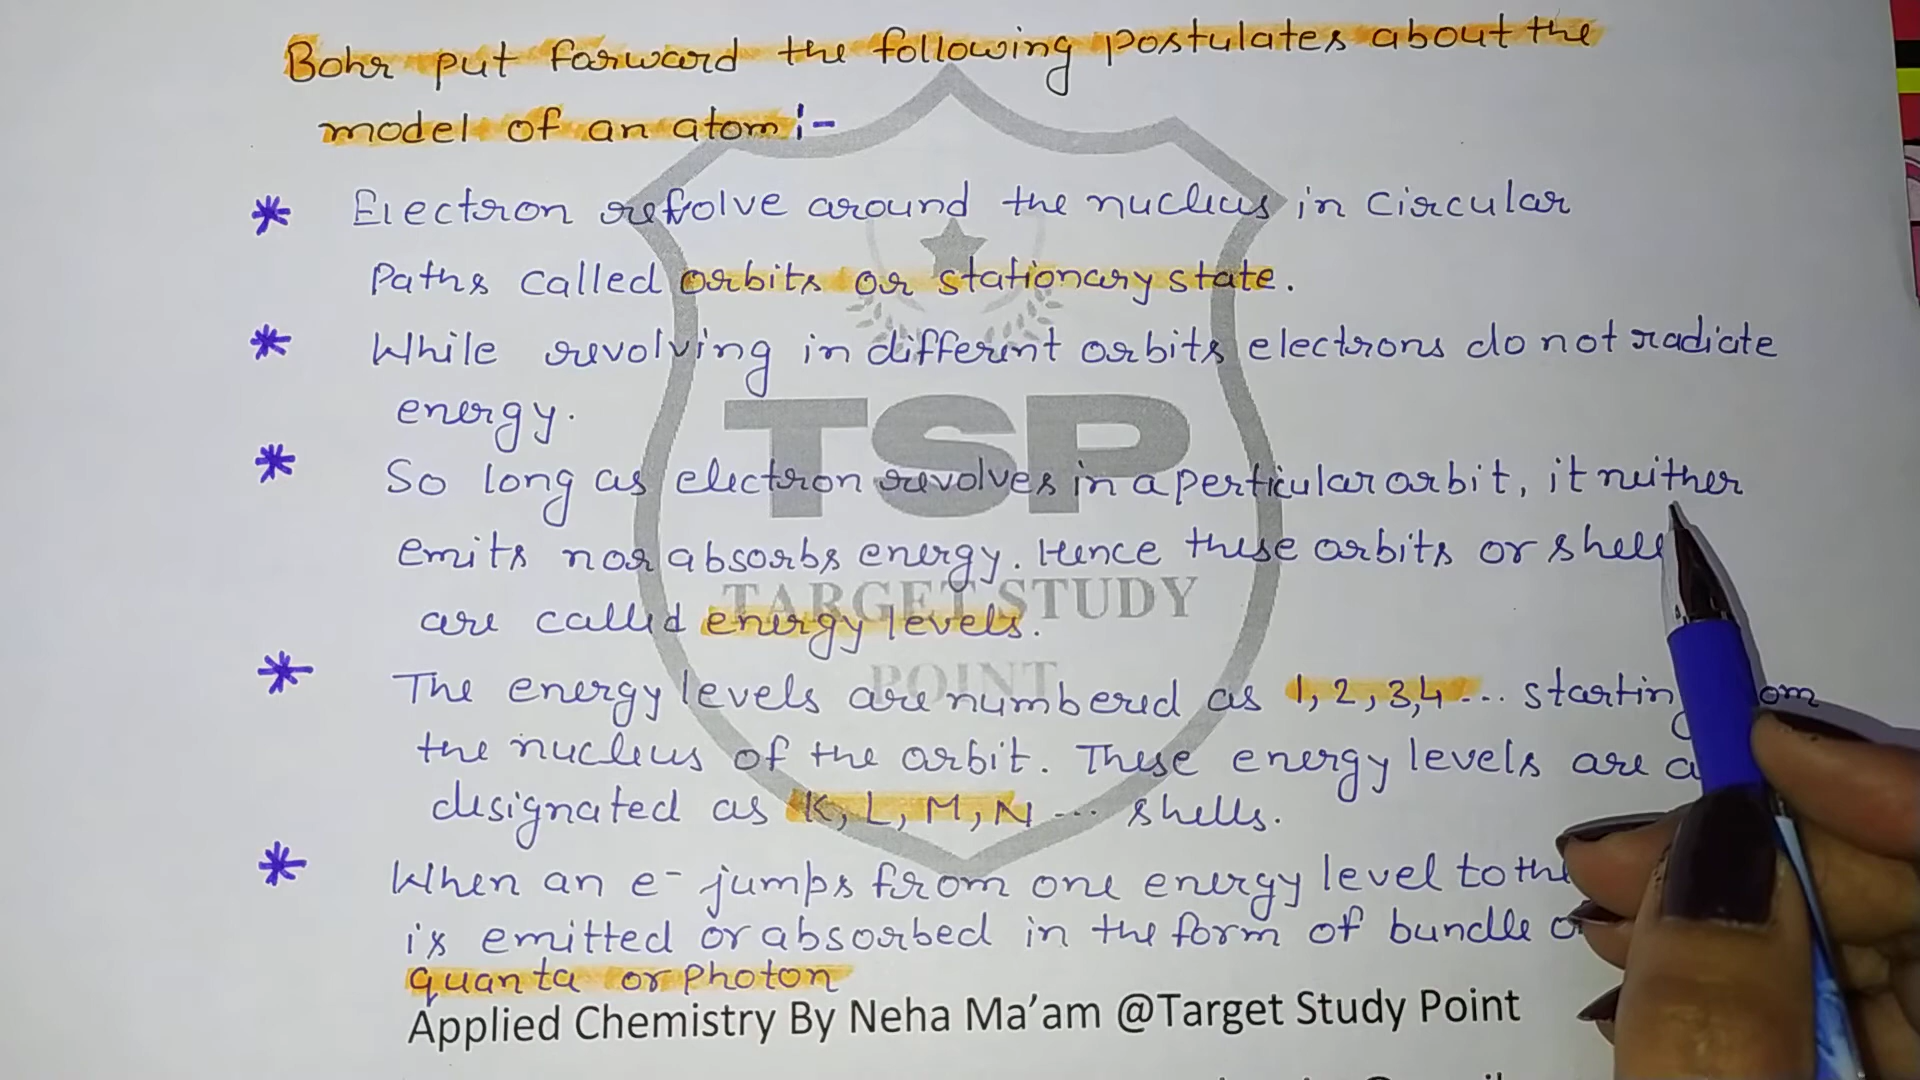 Bohr put forward the following postulates about the
model of an atom :-
* Electron revolve around the nucleus in circular
Paths called orbits or stationary state.
* While revolving in different orbits electrons do not radiate
energy.
* So long as electron revolves in a perticular orbit, it neither
emits nor absorbs energy. Hence these orbits or shell
are called energy levels.
* The energy levels are numbered as 1, 2, 3, 4 ... starting
the nucleus of the orbit. These energy levels are
designated as K, L, M, N ... shells.
* When an e- jumps from one energy level to
is emitted or absorbed in the form of bundle
quanta or Photon
Applied Chemistry By Neha Ma'am @Target Study Point
TSP
TARGET STUDY
POINT